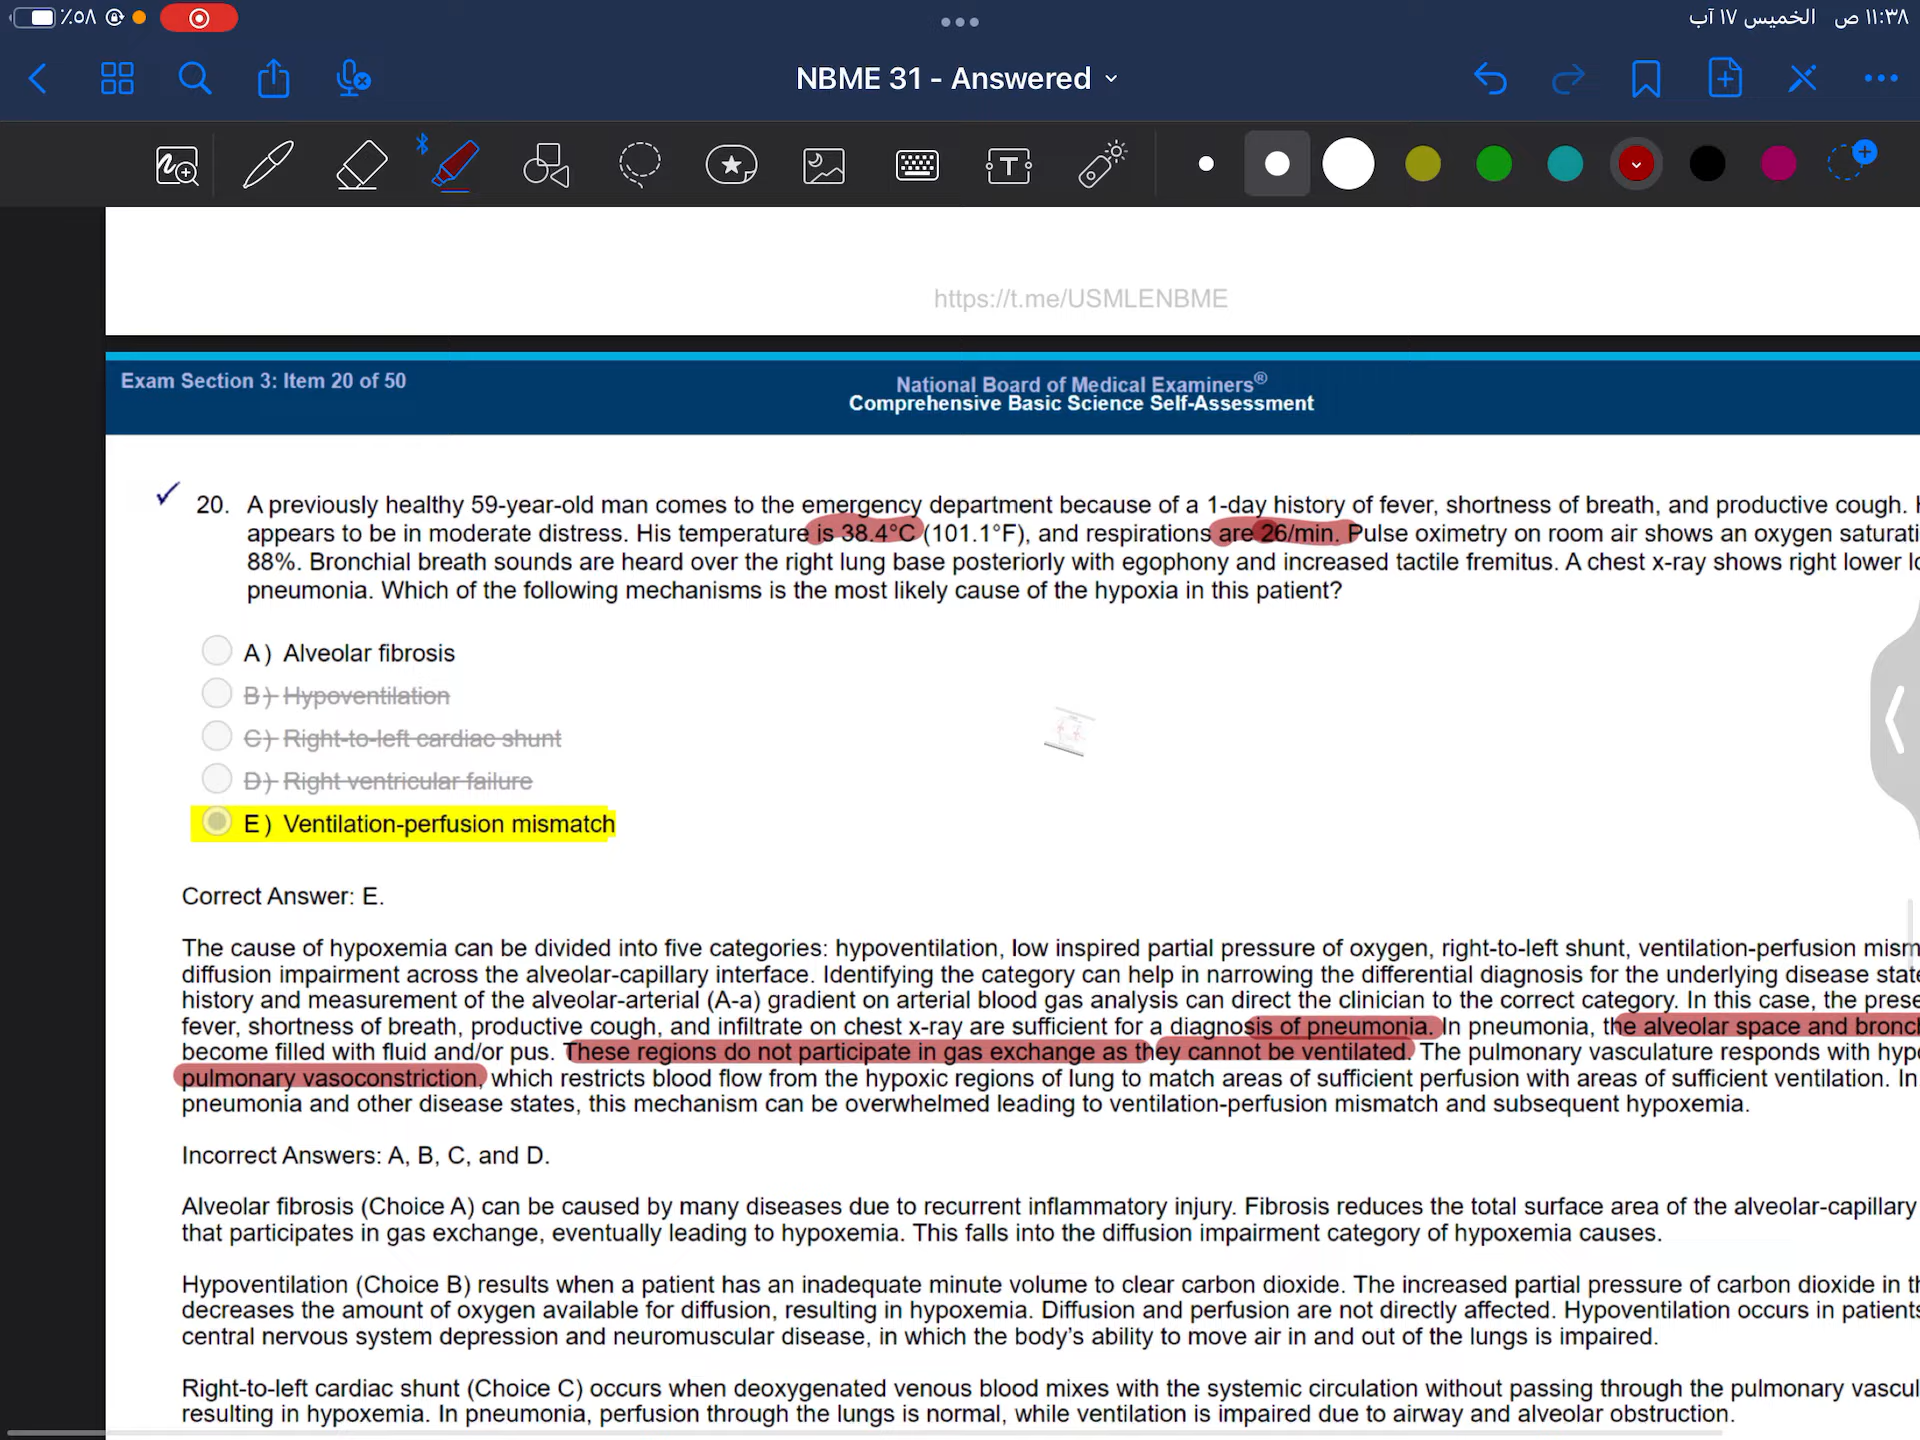 ٪٥٨
١١:٣٨ ص الخميس ١٧ آب
NBME 31 - Answered
https://t.me/USMLENBME
Exam Section 3: Item 20 of 50
National Board of Medical Examiners®
Comprehensive Basic Science Self-Assessment
20. A previously healthy 59-year-old man comes to the emergency department because of a 1-day history of fever, shortness of breath, and productive cough.
appears to be in moderate distress. His temperature is 38.4°C (101.1°F), and respirations are 26/min. Pulse oximetry on room air shows an oxygen saturati
88%. Bronchial breath sounds are heard over the right lung base posteriorly with egophony and increased tactile fremitus. A chest x-ray shows right lower lo
pneumonia. Which of the following mechanisms is the most likely cause of the hypoxia in this patient?
A) Alveolar fibrosis
B) Hypoventilation
C) Right-to-left cardiac shunt
D) Right ventricular failure
E) Ventilation-perfusion mismatch
Correct Answer: E.
The cause of hypoxemia can be divided into five categories: hypoventilation, low inspired partial pressure of oxygen, right-to-left shunt, ventilation-perfusion mism
diffusion impairment across the alveolar-capillary interface. Identifying the category can help in narrowing the differential diagnosis for the underlying disease state
history and measurement of the alveolar-arterial (A-a) gradient on arterial blood gas analysis can direct the clinician to the correct category. In this case, the prese
fever, shortness of breath, productive cough, and infiltrate on chest x-ray are sufficient for a diagnosis of pneumonia. In pneumonia, the alveolar space and bronch
become filled with fluid and/or pus. These regions do not participate in gas exchange as they cannot be ventilated. The pulmonary vasculature responds with hypo
pulmonary vasoconstriction, which restricts blood flow from the hypoxic regions of lung to match areas of sufficient perfusion with areas of sufficient ventilation. In
pneumonia and other disease states, this mechanism can be overwhelmed leading to ventilation-perfusion mismatch and subsequent hypoxemia.
Incorrect Answers: A, B, C, and D.
Alveolar fibrosis (Choice A) can be caused by many diseases due to recurrent inflammatory injury. Fibrosis reduces the total surface area of the alveolar-capillary
that participates in gas exchange, eventually leading to hypoxemia. This falls into the diffusion impairment category of hypoxemia causes.
Hypoventilation (Choice B) results when a patient has an inadequate minute volume to clear carbon dioxide. The increased partial pressure of carbon dioxide in th
decreases the amount of oxygen available for diffusion, resulting in hypoxemia. Diffusion and perfusion are not directly affected. Hypoventilation occurs in patients
central nervous system depression and neuromuscular disease, in which the body's ability to move air in and out of the lungs is impaired.
Right-to-left cardiac shunt (Choice C) occurs when deoxygenated venous blood mixes with the systemic circulation without passing through the pulmonary vascul
resulting in hypoxemia. In pneumonia, perfusion through the lungs is normal, while ventilation is impaired due to airway and alveolar obstruction.